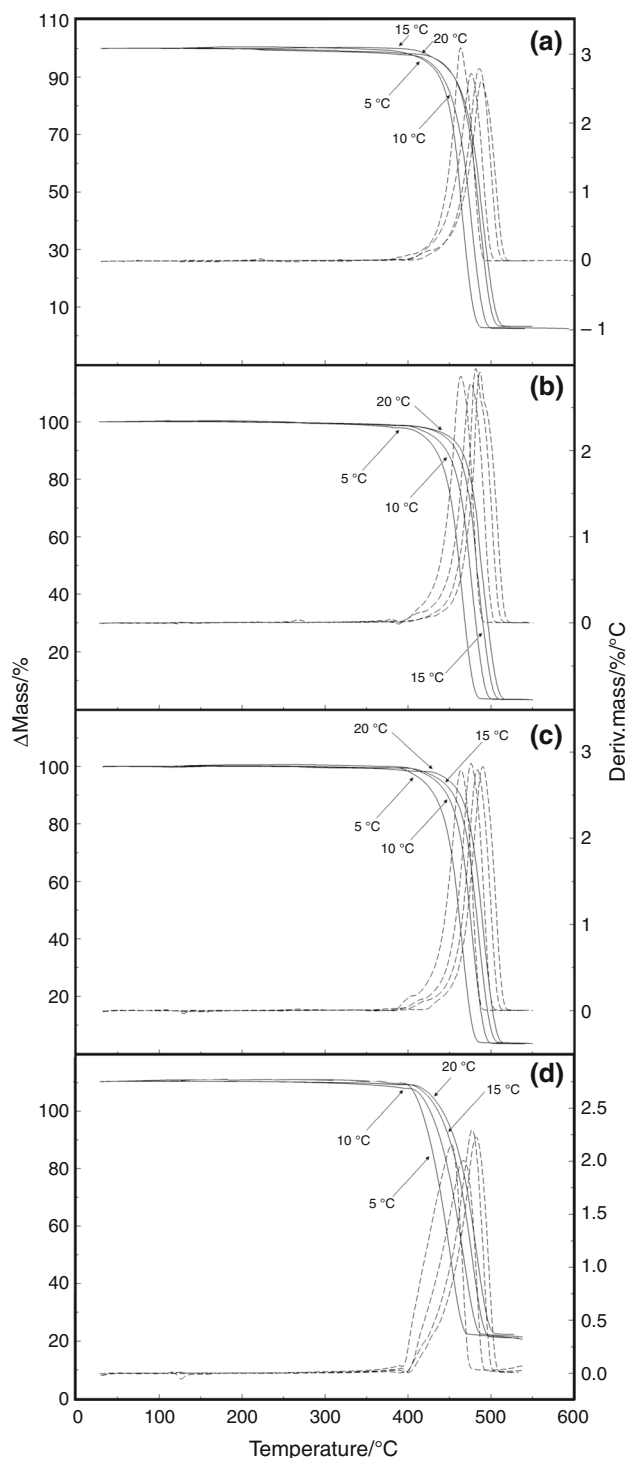 110
90
70
50
30
10
15 °C
20 °C
5 °C
10 °C
(a)
3
2
1
0
– 1
100
80
60
40
20
20 °C
5 °C
10 °C
15 °C
(b)
2
1
0
100
80
60
40
20
20 °C
15 °C
5 °C
10 °C
(c)
3
2
1
0
100
80
60
40
20
0
20 °C
15 °C
10 °C
5 °C
(d)
2.5
2.0
1.5
1.0
0.5
0.0
ΔMass/%
Deriv.mass/%/°C
0
100
200
300
400
500
600
Temperature/°C